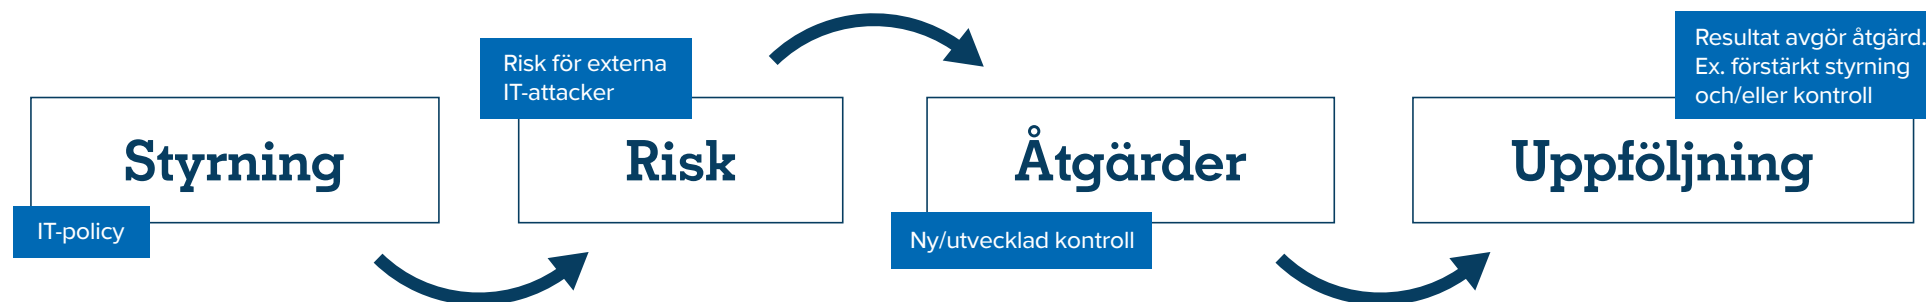 Styrning
IT-policy
Risk för externa
IT-attacker
Risk
Åtgärder
Ny/utvecklad kontroll
Resultat avgör åtgärd.
Ex. förstärkt styrning
och/eller kontroll
Uppföljning